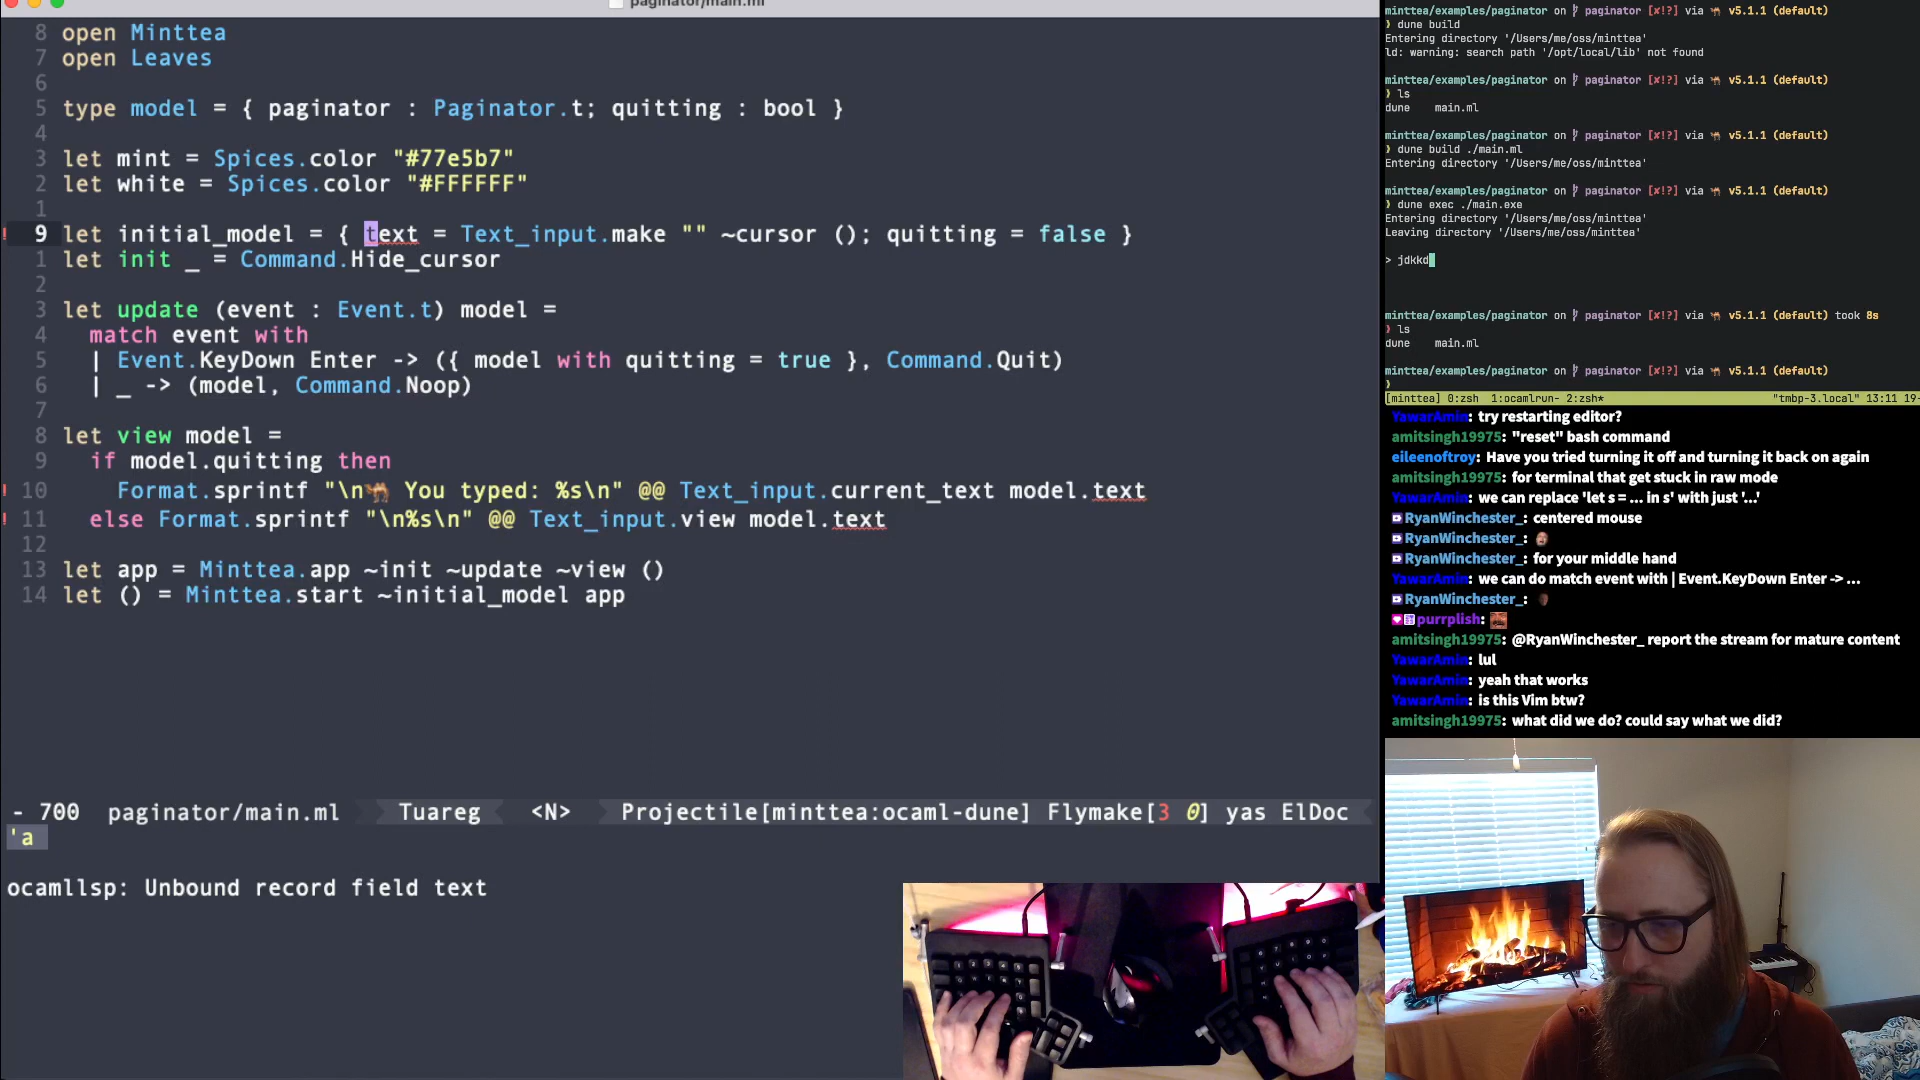 paginator/main.ml
8 open Minttea
7 open Leaves
6
5 type model = { paginator : Paginator.t; quitting : bool }
4
3 let mint = Spices.color "#77e5b7"
2 let white = Spices.color "#FFFFFF"
1
9 let initial_model = { text = Text_input.make "" ~cursor (); quitting = false }
1 let init _ = Command.Hide_cursor
2
3 let update (event : Event.t) model =
4 match event with
5 | Event.KeyDown Enter -> ({ model with quitting = true }, Command.Quit)
6 | _ -> (model, Command.Noop)
7
8 let view model =
9 if model.quitting then
10 Format.sprintf "\n🐪 You typed: %s\n" @@ Text_input.current_text model.text
11 else Format.sprintf "\n%s\n" @@ Text_input.view model.text
12
13 let app = Minttea.app ~init ~update ~view ()
14 let () = Minttea.start ~initial_model app
- 700 paginator/main.ml Tuareg <N> Projectile[minttea:ocaml-dune] Flymake[3 0] yas ElDoc
'a
ocamllsp: Unbound record field text
minttea/examples/paginator on paginator [✘!?] via 🐫 v5.1.1 (default)
❯ dune build
Entering directory '/Users/me/oss/minttea'
ld: warning: search path '/opt/local/lib' not found
minttea/examples/paginator on paginator [✘!?] via 🐫 v5.1.1 (default)
❯ ls
dune main.ml
minttea/examples/paginator on paginator [✘!?] via 🐫 v5.1.1 (default)
❯ dune build ./main.ml
Entering directory '/Users/me/oss/minttea'
minttea/examples/paginator on paginator [✘!?] via 🐫 v5.1.1 (default)
❯ dune exec ./main.exe
Entering directory '/Users/me/oss/minttea'
Leaving directory '/Users/me/oss/minttea'
> jdkkd
minttea/examples/paginator on paginator [✘!?] via 🐫 v5.1.1 (default) took 8s
❯ ls
dune main.ml
minttea/examples/paginator on paginator [✘!?] via 🐫 v5.1.1 (default)
❯
[minttea] 0:zsh 1:ocamlrun- 2:zsh* "tmbp-3.local" 13:11 19-
YawarAmin: try restarting editor?
amitsingh19975: "reset" bash command
eileenoftroy: Have you tried turning it off and turning it back on again
amitsingh19975: for terminal that get stuck in raw mode
YawarAmin: we can replace 'let s = ... in s' with just '...'
RyanWinchester_: centered mouse
RyanWinchester_:
RyanWinchester_: for your middle hand
YawarAmin: we can do match event with | Event.KeyDown Enter -> ...
RyanWinchester_:
purrplish:
amitsingh19975: @RyanWinchester_ report the stream for mature content
YawarAmin: lul
YawarAmin: yeah that works
YawarAmin: is this Vim btw?
amitsingh19975: what did we do? could say what we did?